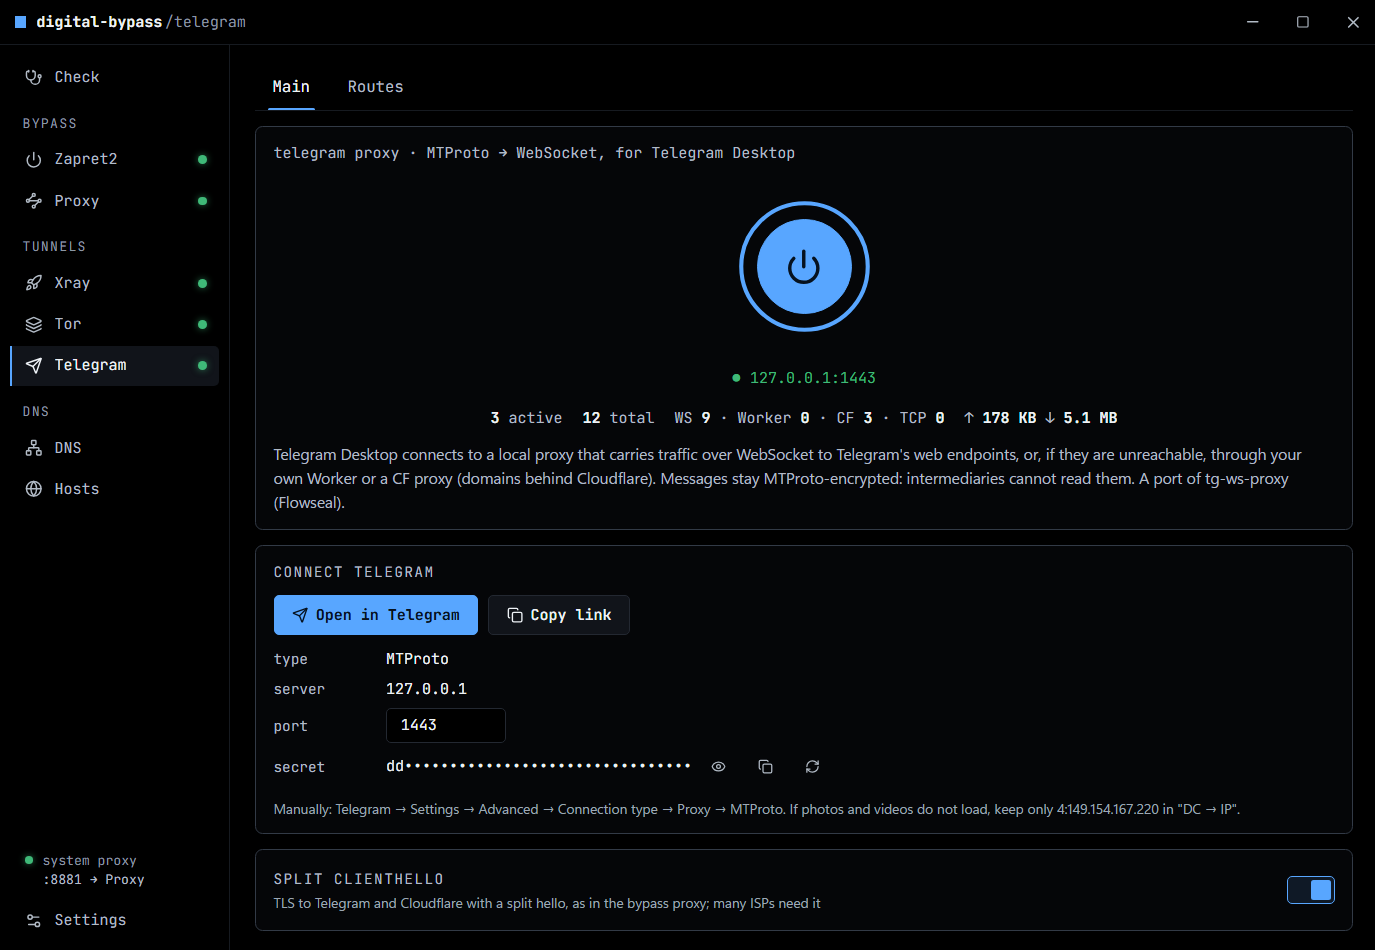 digital-bypass/telegram
Check
BYPASS
Zapret2
Proxy
TUNNELS
Xray
Tor
Telegram
DNS
DNS
Hosts
system proxy
:8881 → Proxy
Settings
Main Routes
telegram proxy · MTProto → WebSocket, for Telegram Desktop
127.0.0.1:1443
3 active 12 total WS 9 · Worker 0 · CF 3 · TCP 0 ↑ 178 KB ↓ 5.1 MB
Telegram Desktop connects to a local proxy that carries traffic over WebSocket to Telegram's web endpoints, or, if they are unreachable, through your
own Worker or a CF proxy (domains behind Cloudflare). Messages stay MTProto-encrypted: intermediaries cannot read them. A port of tg-ws-proxy
(Flowseal).
CONNECT TELEGRAM
Open in Telegram Copy link
type MTProto
server 127.0.0.1
port 1443
secret dd••••••••••••••••••••••••••••••••
Manually: Telegram → Settings → Advanced → Connection type → Proxy → MTProto. If photos and videos do not load, keep only 4:149.154.167.220 in "DC → IP".
SPLIT CLIENTHELLO
TLS to Telegram and Cloudflare with a split hello, as in the bypass proxy; many ISPs need it